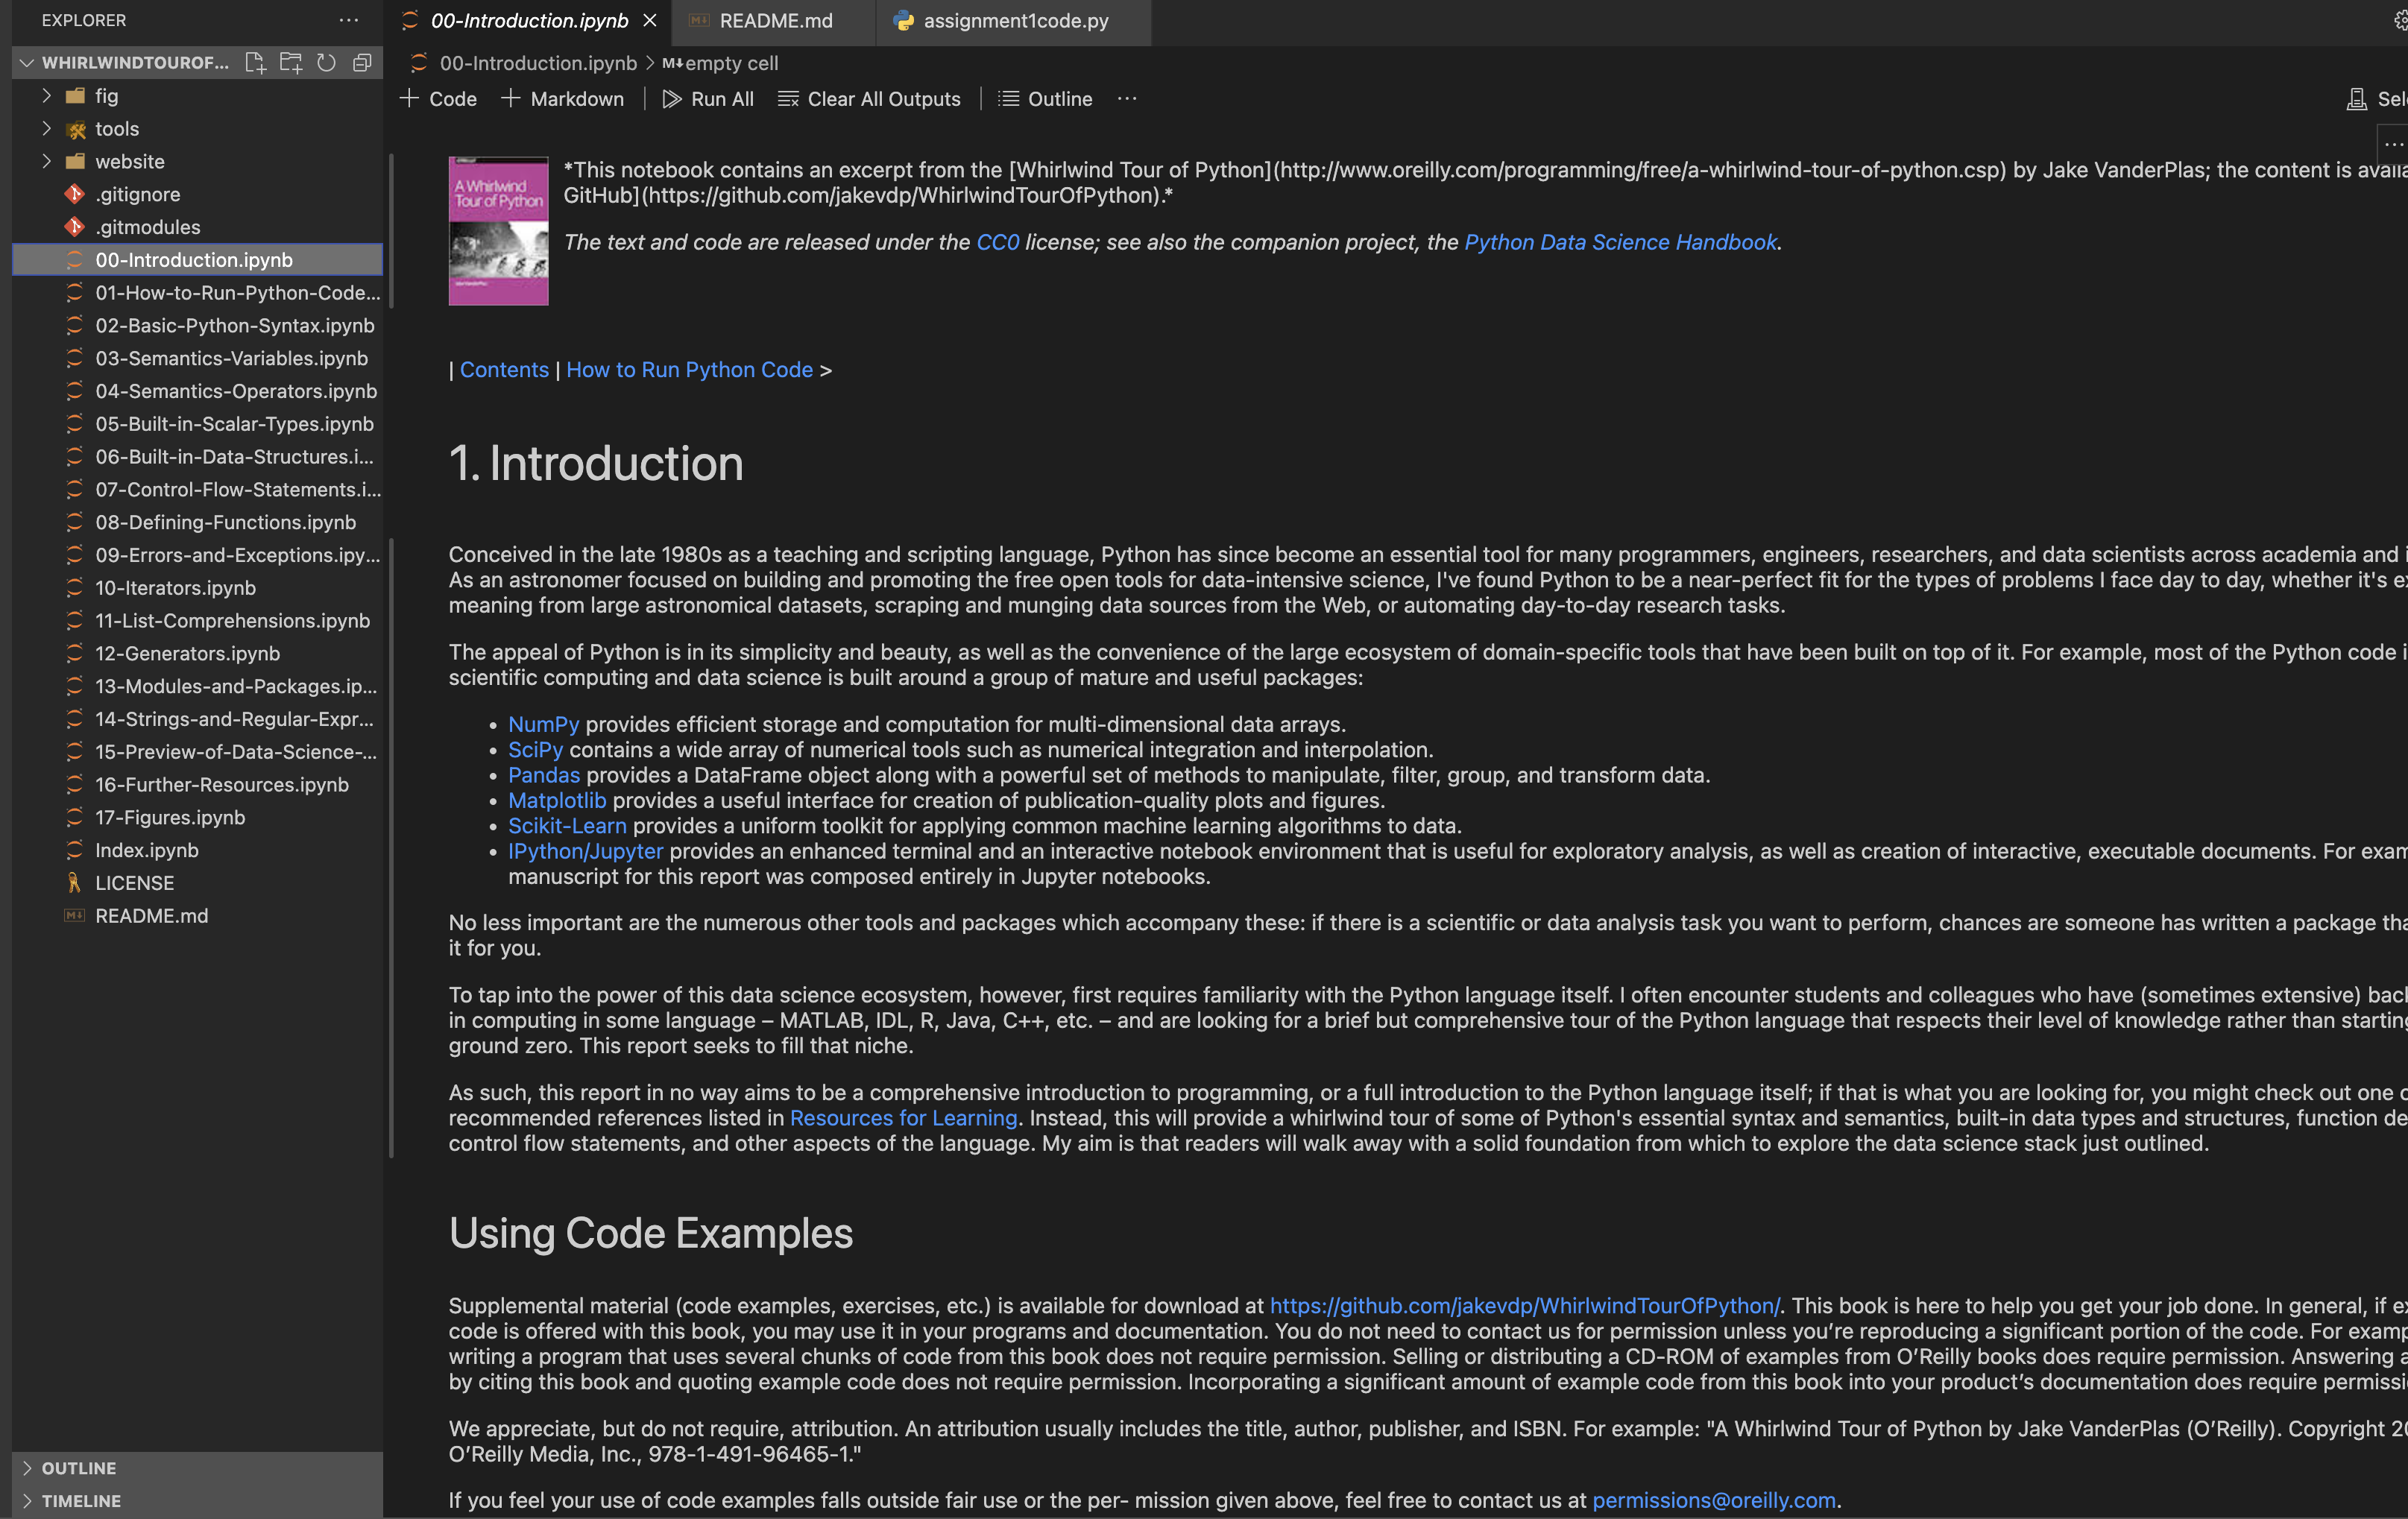 EXPLORER
WHIRLWINDTOUROF...
fig
tools
website
.gitignore
.gitmodules
00-Introduction.ipynb
01-How-to-Run-Python-Code...
02-Basic-Python-Syntax.ipynb
03-Semantics-Variables.ipynb
04-Semantics-Operators.ipynb
05-Built-in-Scalar-Types.ipynb
06-Built-in-Data-Structures.i...
07-Control-Flow-Statements.i...
08-Defining-Functions.ipynb
09-Errors-and-Exceptions.ipy...
10-Iterators.ipynb
11-List-Comprehensions.ipynb
12-Generators.ipynb
13-Modules-and-Packages.ip...
14-Strings-and-Regular-Expr...
15-Preview-of-Data-Science-...
16-Further-Resources.ipynb
17-Figures.ipynb
Index.ipynb
LICENSE
README.md
OUTLINE
TIMELINE
00-Introduction.ipynb README.md assignment1code.py
00-Introduction.ipynb > M↓ empty cell
+ Code + Markdown | Run All Clear All Outputs | Outline ... Sel
A Whirlwind
Tour of Python
*This notebook contains an excerpt from the [Whirlwind Tour of Python](http://www.oreilly.com/programming/free/a-whirlwind-tour-of-python.csp) by Jake VanderPlas; the content is availa
GitHub](https://github.com/jakevdp/WhirlwindTourOfPython).*
The text and code are released under the CC0 license; see also the companion project, the Python Data Science Handbook.
| Contents | How to Run Python Code >
1. Introduction
Conceived in the late 1980s as a teaching and scripting language, Python has since become an essential tool for many programmers, engineers, researchers, and data scientists across academia and i
As an astronomer focused on building and promoting the free open tools for data-intensive science, I've found Python to be a near-perfect fit for the types of problems I face day to day, whether it's ex
meaning from large astronomical datasets, scraping and munging data sources from the Web, or automating day-to-day research tasks.
The appeal of Python is in its simplicity and beauty, as well as the convenience of the large ecosystem of domain-specific tools that have been built on top of it. For example, most of the Python code i
scientific computing and data science is built around a group of mature and useful packages:
• NumPy provides efficient storage and computation for multi-dimensional data arrays.
• SciPy contains a wide array of numerical tools such as numerical integration and interpolation.
• Pandas provides a DataFrame object along with a powerful set of methods to manipulate, filter, group, and transform data.
• Matplotlib provides a useful interface for creation of publication-quality plots and figures.
• Scikit-Learn provides a uniform toolkit for applying common machine learning algorithms to data.
• IPython/Jupyter provides an enhanced terminal and an interactive notebook environment that is useful for exploratory analysis, as well as creation of interactive, executable documents. For exam
manuscript for this report was composed entirely in Jupyter notebooks.
No less important are the numerous other tools and packages which accompany these: if there is a scientific or data analysis task you want to perform, chances are someone has written a package tha
it for you.
To tap into the power of this data science ecosystem, however, first requires familiarity with the Python language itself. I often encounter students and colleagues who have (sometimes extensive) bac
in computing in some language – MATLAB, IDL, R, Java, C++, etc. – and are looking for a brief but comprehensive tour of the Python language that respects their level of knowledge rather than starting
ground zero. This report seeks to fill that niche.
As such, this report in no way aims to be a comprehensive introduction to programming, or a full introduction to the Python language itself; if that is what you are looking for, you might check out one o
recommended references listed in Resources for Learning. Instead, this will provide a whirlwind tour of some of Python's essential syntax and semantics, built-in data types and structures, function de
control flow statements, and other aspects of the language. My aim is that readers will walk away with a solid foundation from which to explore the data science stack just outlined.
Using Code Examples
Supplemental material (code examples, exercises, etc.) is available for download at https://github.com/jakevdp/WhirlwindTourOfPython/. This book is here to help you get your job done. In general, if ex
code is offered with this book, you may use it in your programs and documentation. You do not need to contact us for permission unless you’re reproducing a significant portion of the code. For examp
writing a program that uses several chunks of code from this book does not require permission. Selling or distributing a CD-ROM of examples from O’Reilly books does require permission. Answering a
by citing this book and quoting example code does not require permission. Incorporating a significant amount of example code from this book into your product’s documentation does require permissi
We appreciate, but do not require, attribution. An attribution usually includes the title, author, publisher, and ISBN. For example: "A Whirlwind Tour of Python by Jake VanderPlas (O’Reilly). Copyright 20
O’Reilly Media, Inc., 978-1-491-96465-1."
If you feel your use of code examples falls outside fair use or the per- mission given above, feel free to contact us at permissions@oreilly.com.